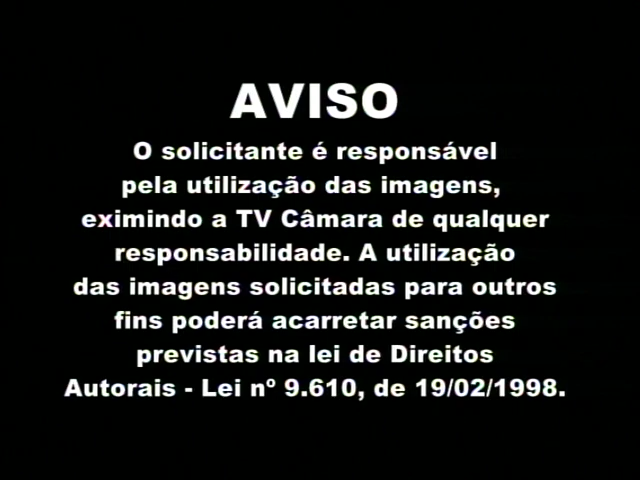 AVISO
O solicitante é responsável
pela utilização das imagens,
eximindo a TV Câmara de qualquer
responsabilidade. A utilização
das imagens solicitadas para outros
fins poderá acarretar sanções
previstas na lei de Direitos
Autorais - Lei nº 9.610, de 19/02/1998.